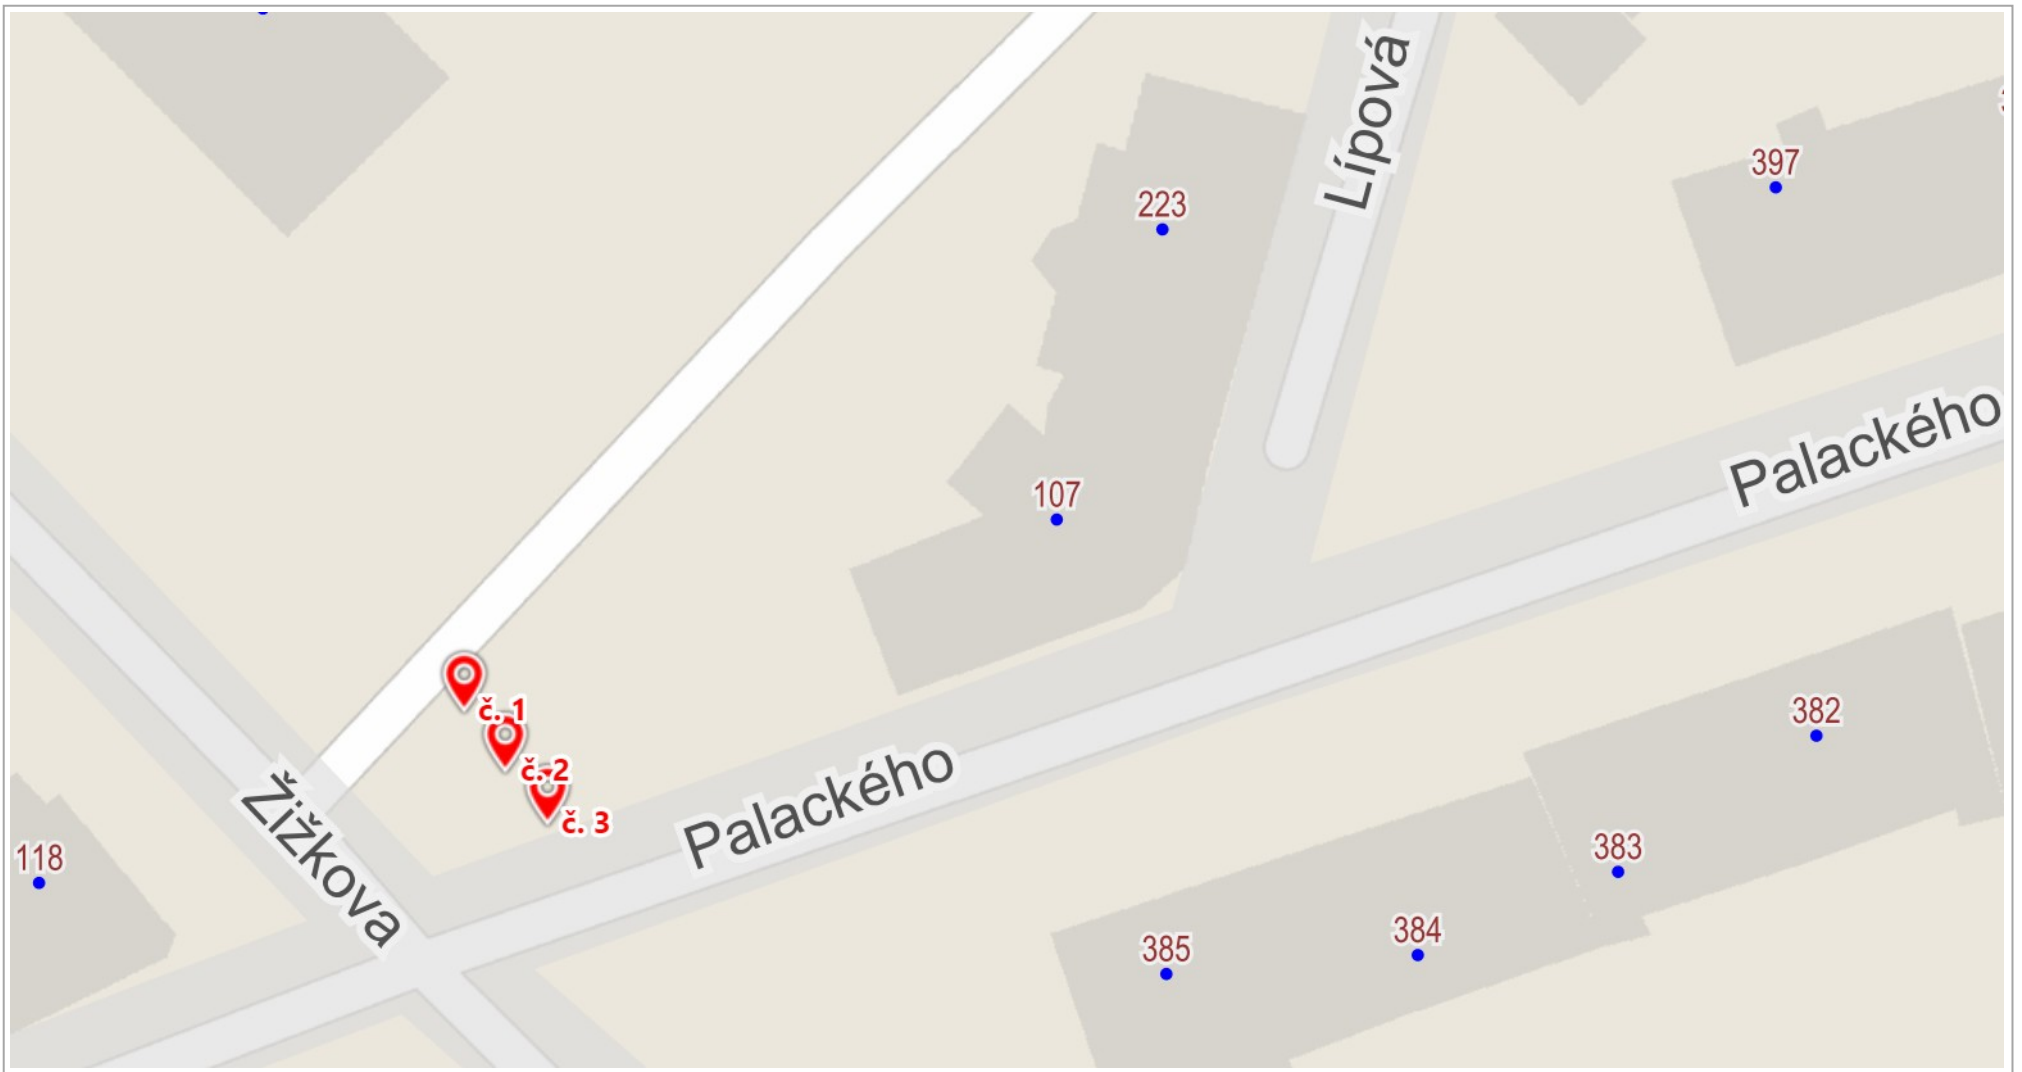 Lípová
397
223
Palackého
107
č. 1
č. 2
č. 3
382
Palackého
Žižkova
383
118
384
385